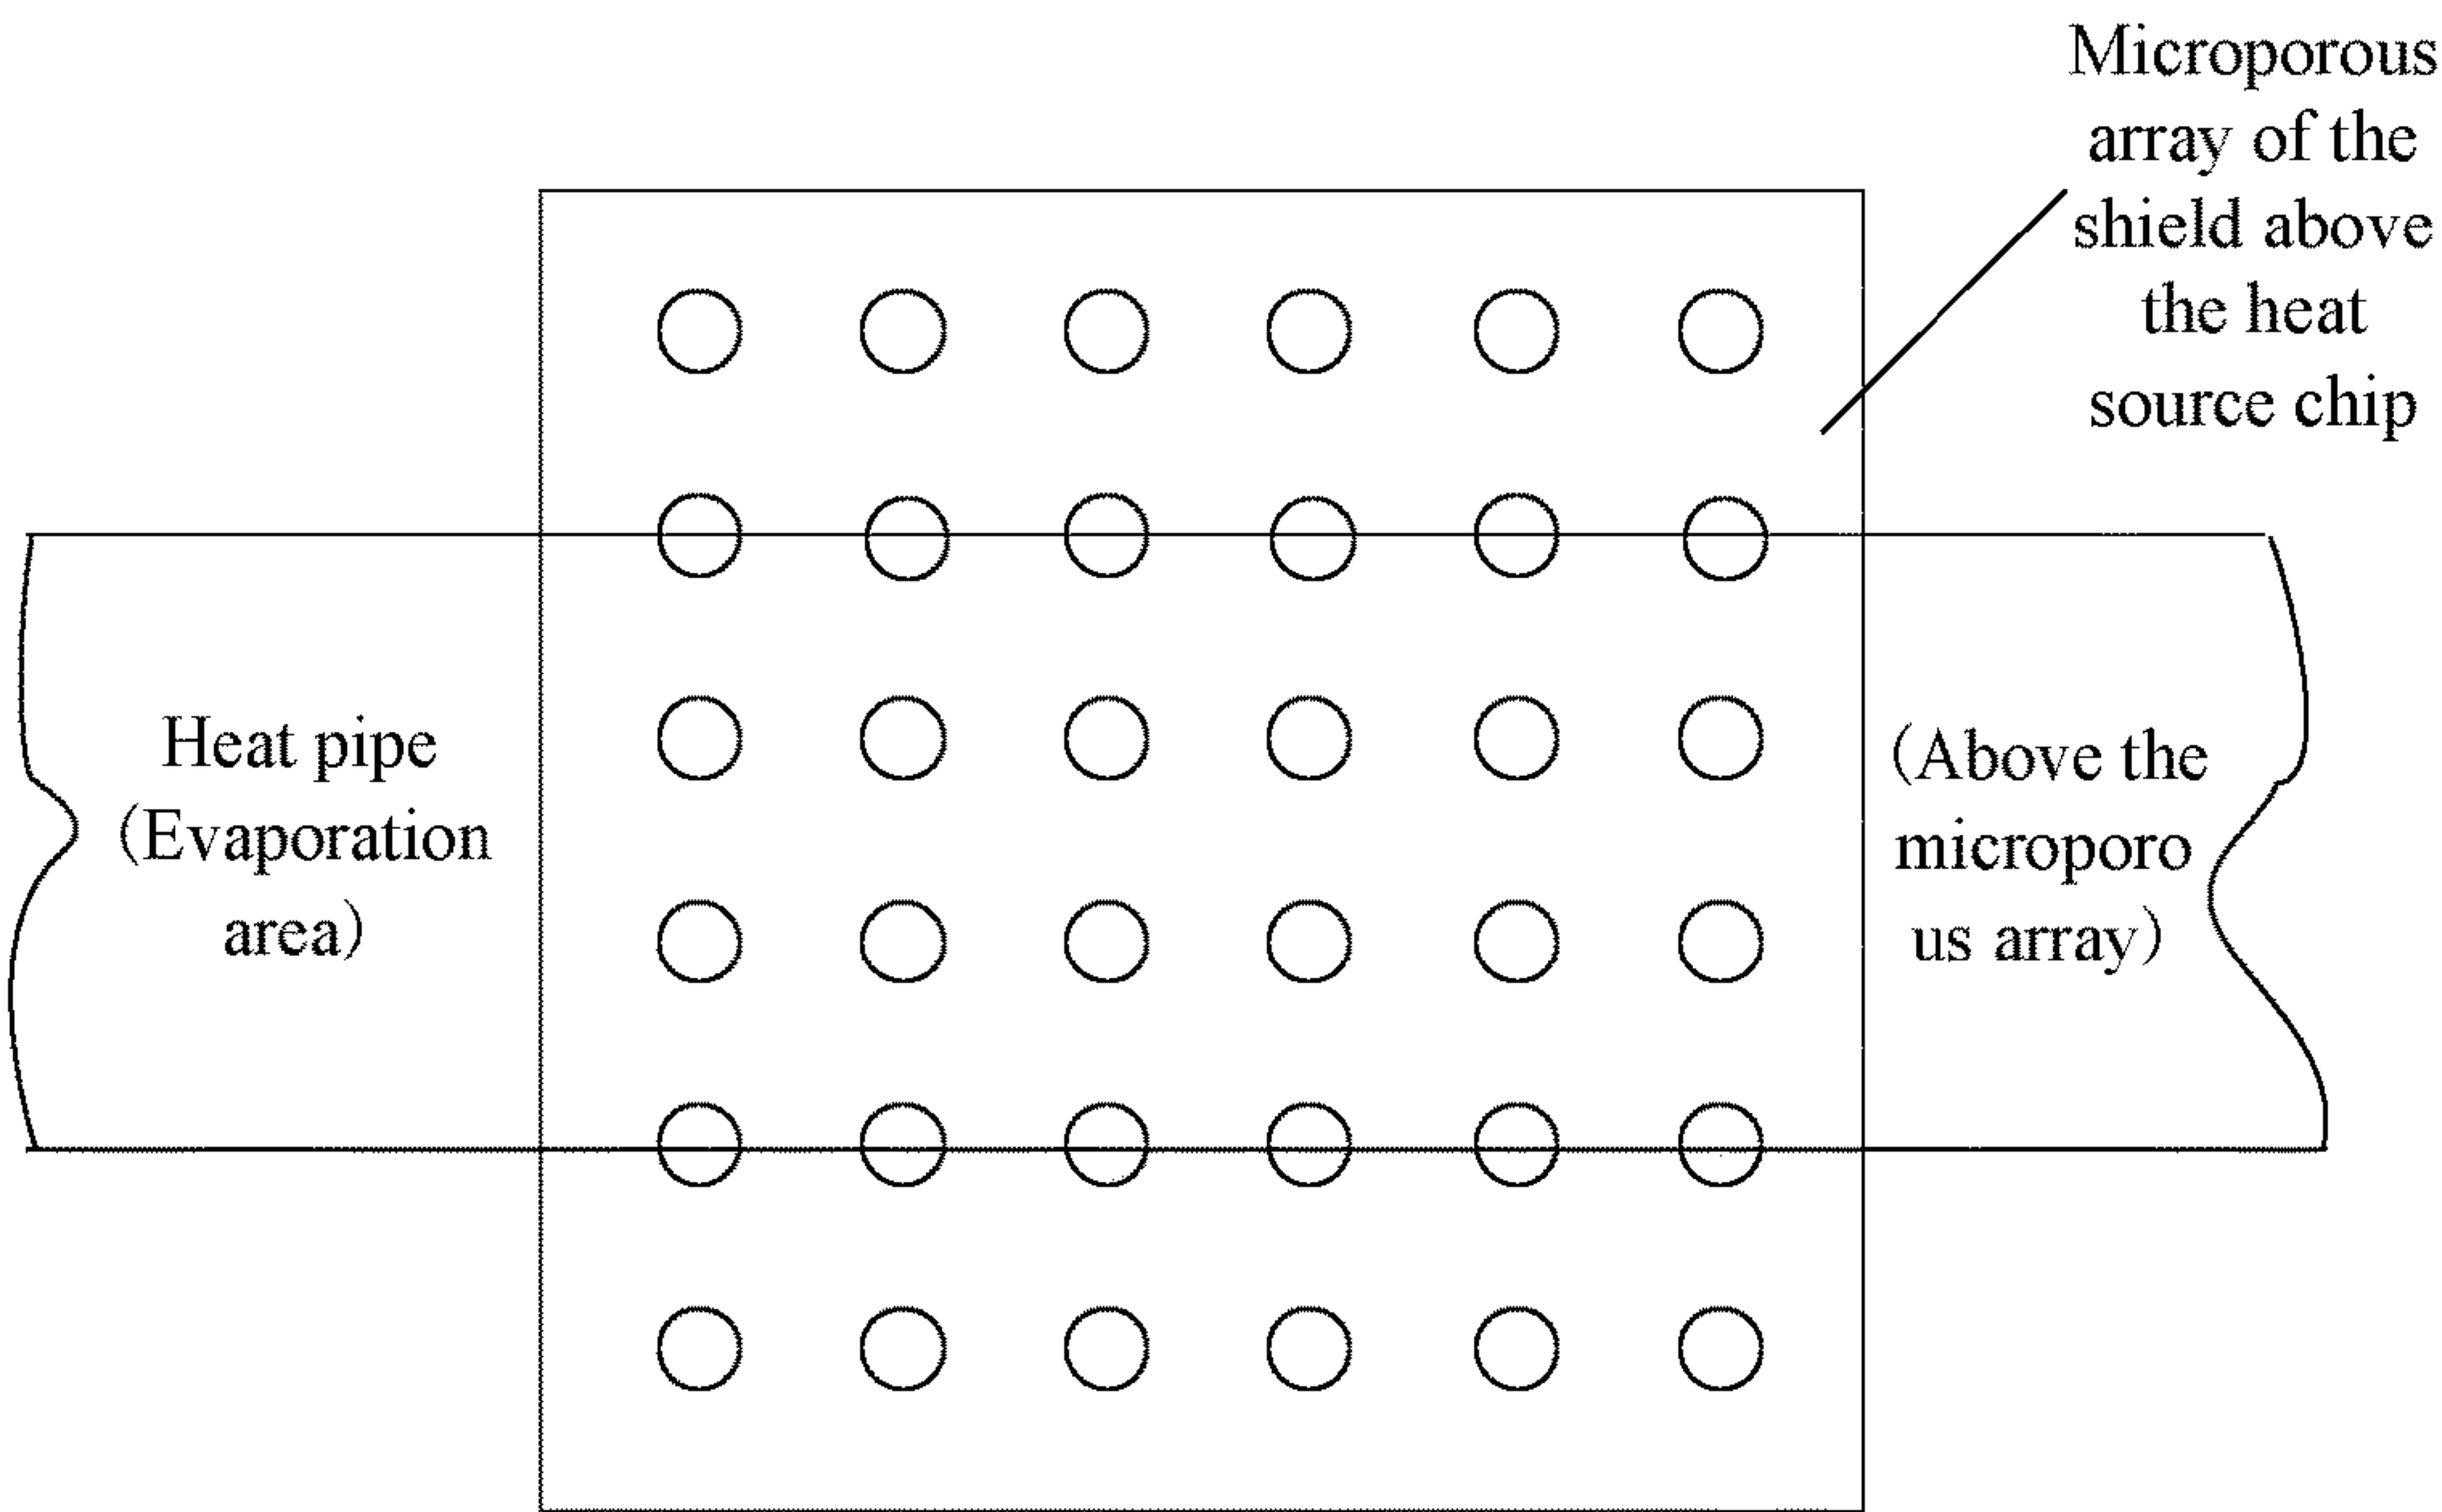 Microporous
array of the
shield above
the heat
source chip
Heat pipe
(Evaporation
area)
(Above the
microporo
us array)